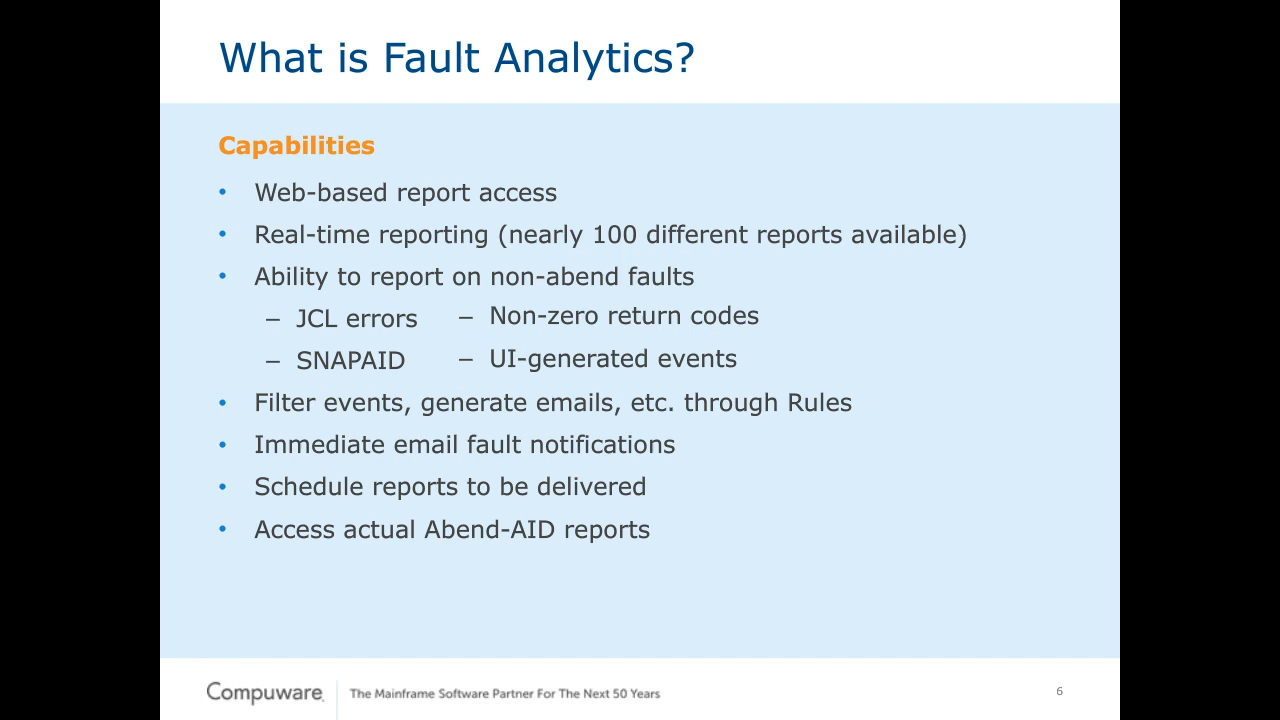 What is Fault Analytics?
Capabilities
• Web-based report access
• Real-time reporting (nearly 100 different reports available)
• Ability to report on non-abend faults
– JCL errors – Non-zero return codes
– SNAPAID – UI-generated events
• Filter events, generate emails, etc. through Rules
• Immediate email fault notifications
• Schedule reports to be delivered
• Access actual Abend-AID reports
Compuware. The Mainframe Software Partner For The Next 50 Years 6